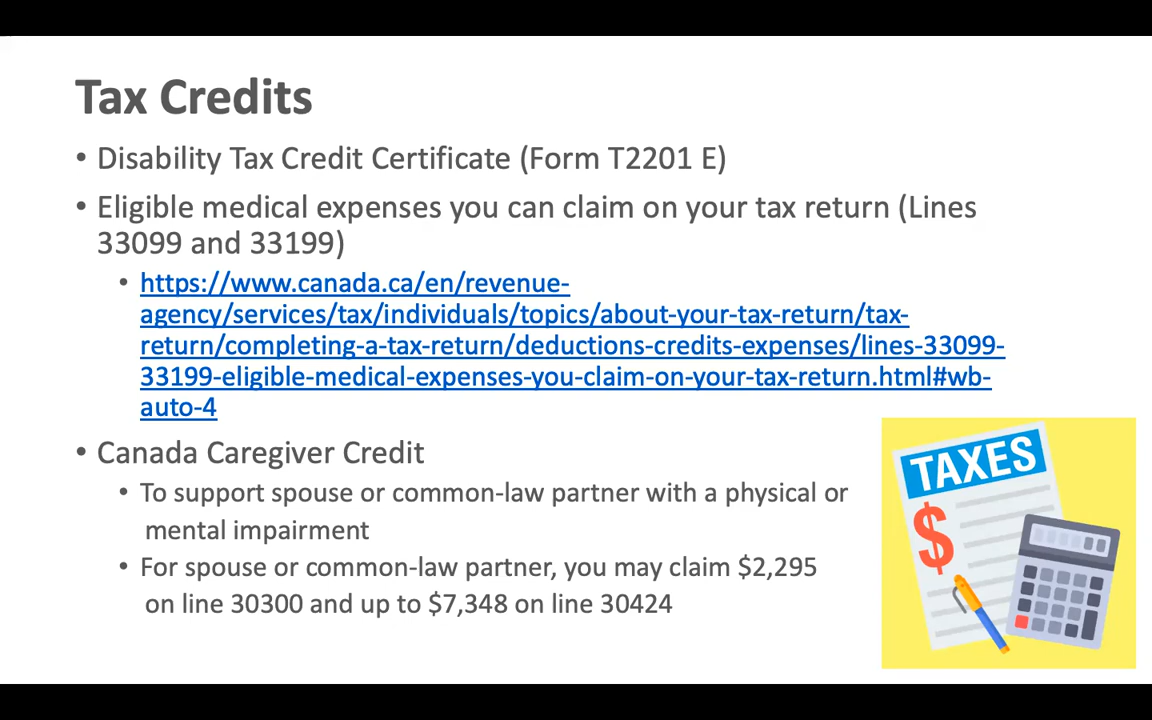 Tax Credits
• Disability Tax Credit Certificate (Form T2201 E)
• Eligible medical expenses you can claim on your tax return (Lines
33099 and 33199)
• https://www.canada.ca/en/revenue-
agency/services/tax/individuals/topics/about-your-tax-return/tax-
return/completing-a-tax-return/deductions-credits-expenses/lines-33099-
33199-eligible-medical-expenses-you-claim-on-your-tax-return.html#wb-
auto-4
• Canada Caregiver Credit
• To support spouse or common-law partner with a physical or
mental impairment
• For spouse or common-law partner, you may claim $2,295
on line 30300 and up to $7,348 on line 30424
TAXES
$